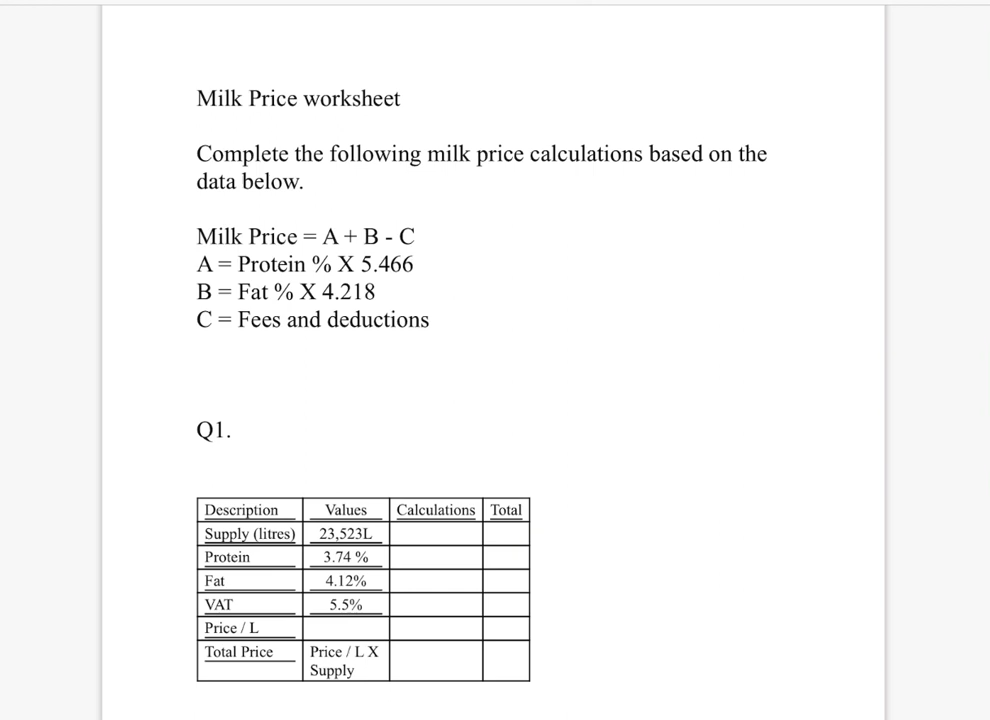 Milk Price worksheet
Complete the following milk price calculations based on the
data below.
Milk Price = A + B - C
A = Protein % X 5.466
B = Fat % X 4.218
C = Fees and deductions
Q1.
Description Values Calculations Total
Supply (litres) 23,523L
Protein 3.74 %
Fat 4.12%
VAT 5.5%
Price / L
Total Price Price / L X
Supply